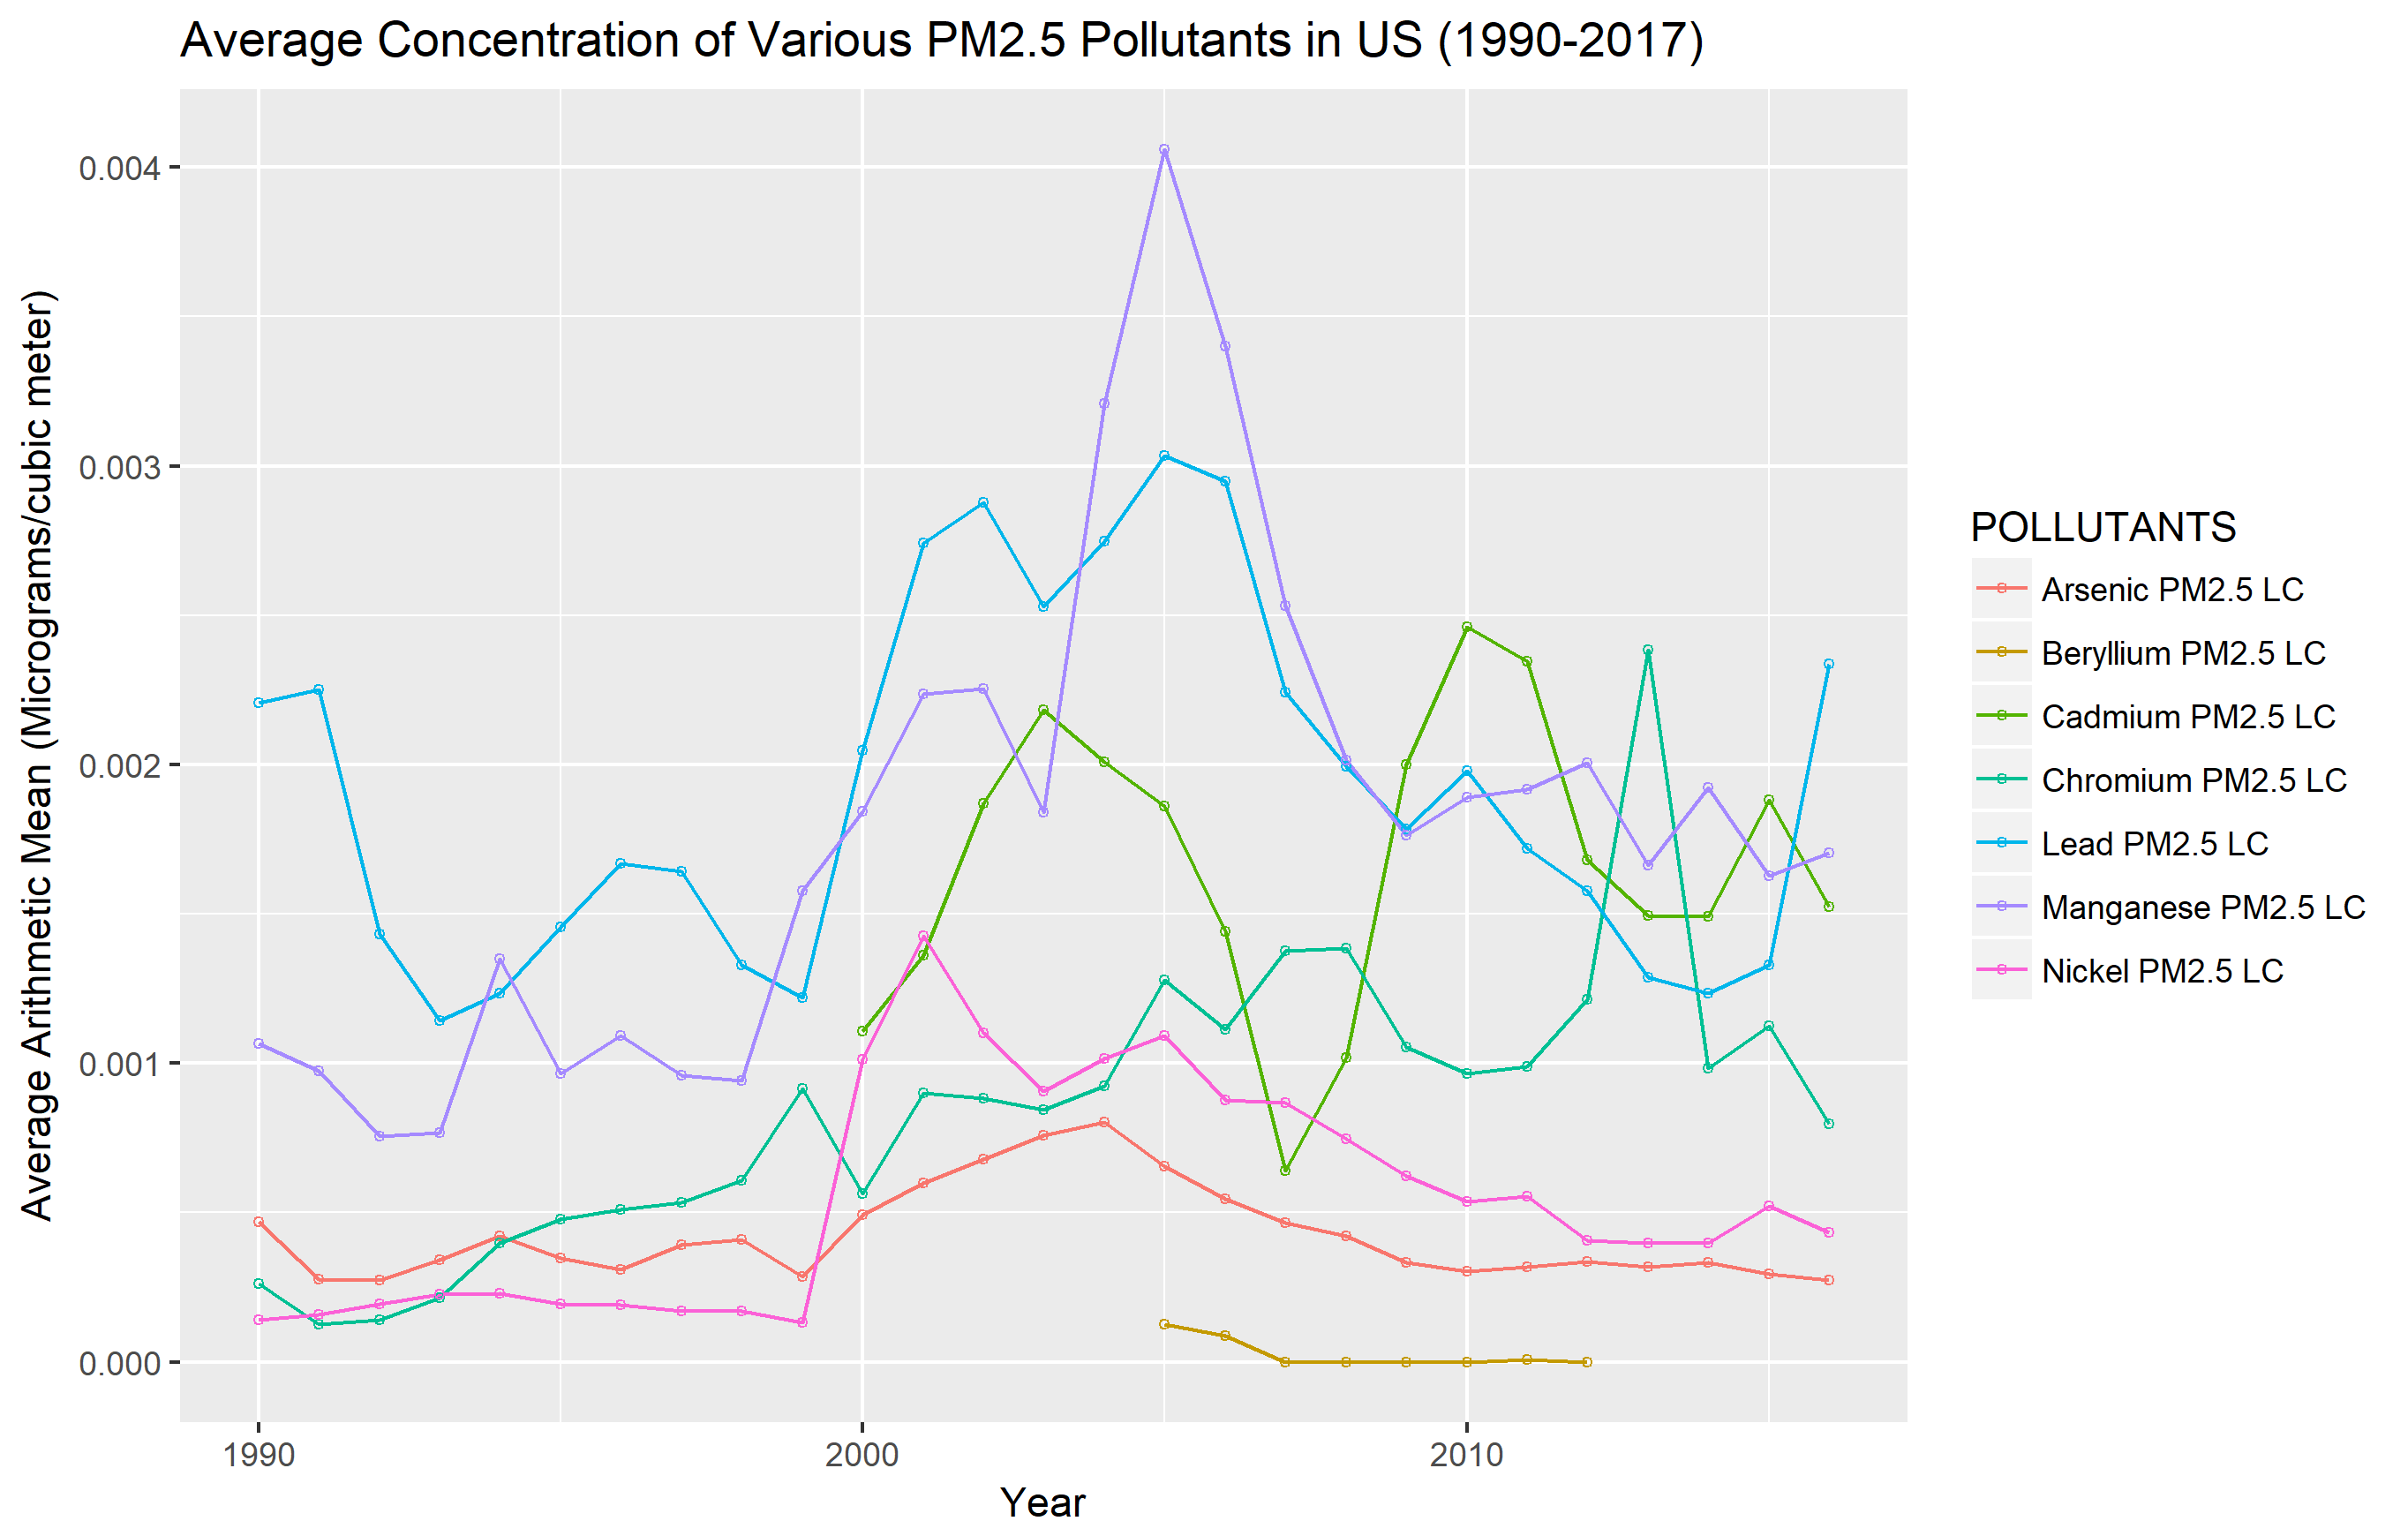 Average Concentration of Various PM2.5 Pollutants in US (1990-2017)
Average Arithmetic Mean (Micrograms/cubic meter)
0.004
0.003
0.002
0.001
0.000
1990
2000
2010
Year
POLLUTANTS
Arsenic PM2.5 LC
Beryllium PM2.5 LC
Cadmium PM2.5 LC
Chromium PM2.5 LC
Lead PM2.5 LC
Manganese PM2.5 LC
Nickel PM2.5 LC